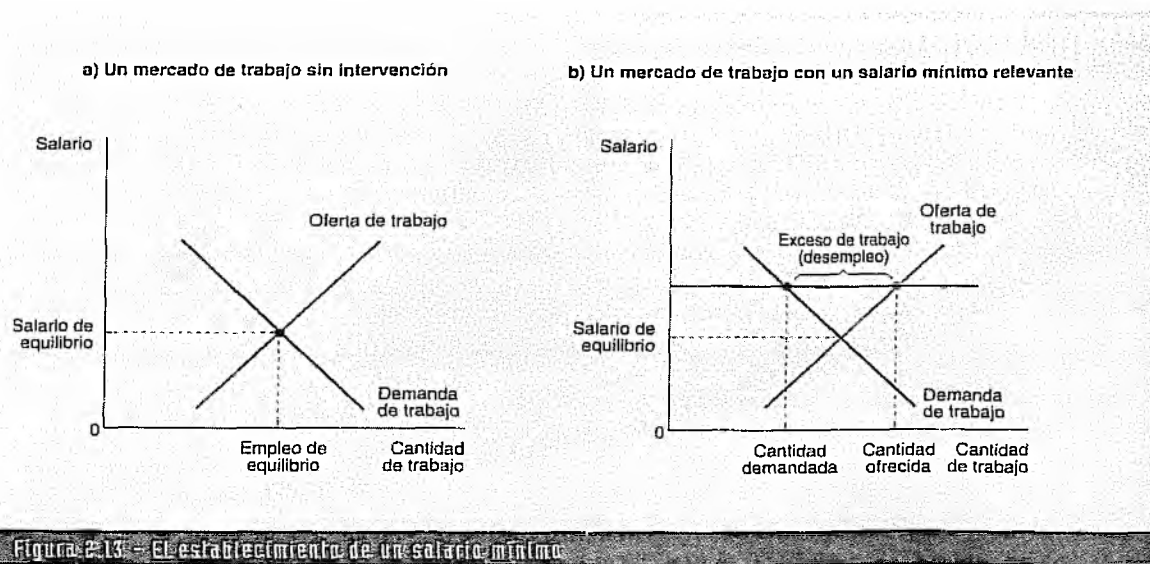 a) Un mercado de trabajo sin intervención
b) Un mercado de trabajo con un salario mínimo relevante
Salario
Oferta de trabajo
Salario de
equilibrio
Demanda
de trabajo
0
Empleo de
equilibrio
Cantidad
de trabajo
Salario
Oferta de
trabajo
Exceso de trabajo
(desempleo)
Salario de
equilibrio
Demanda
de trabajo
0
Cantidad
demandada
Cantidad
ofrecida
Cantidad
de trabajo
Figura 2.13 - El establecimiento de un salario mínimo